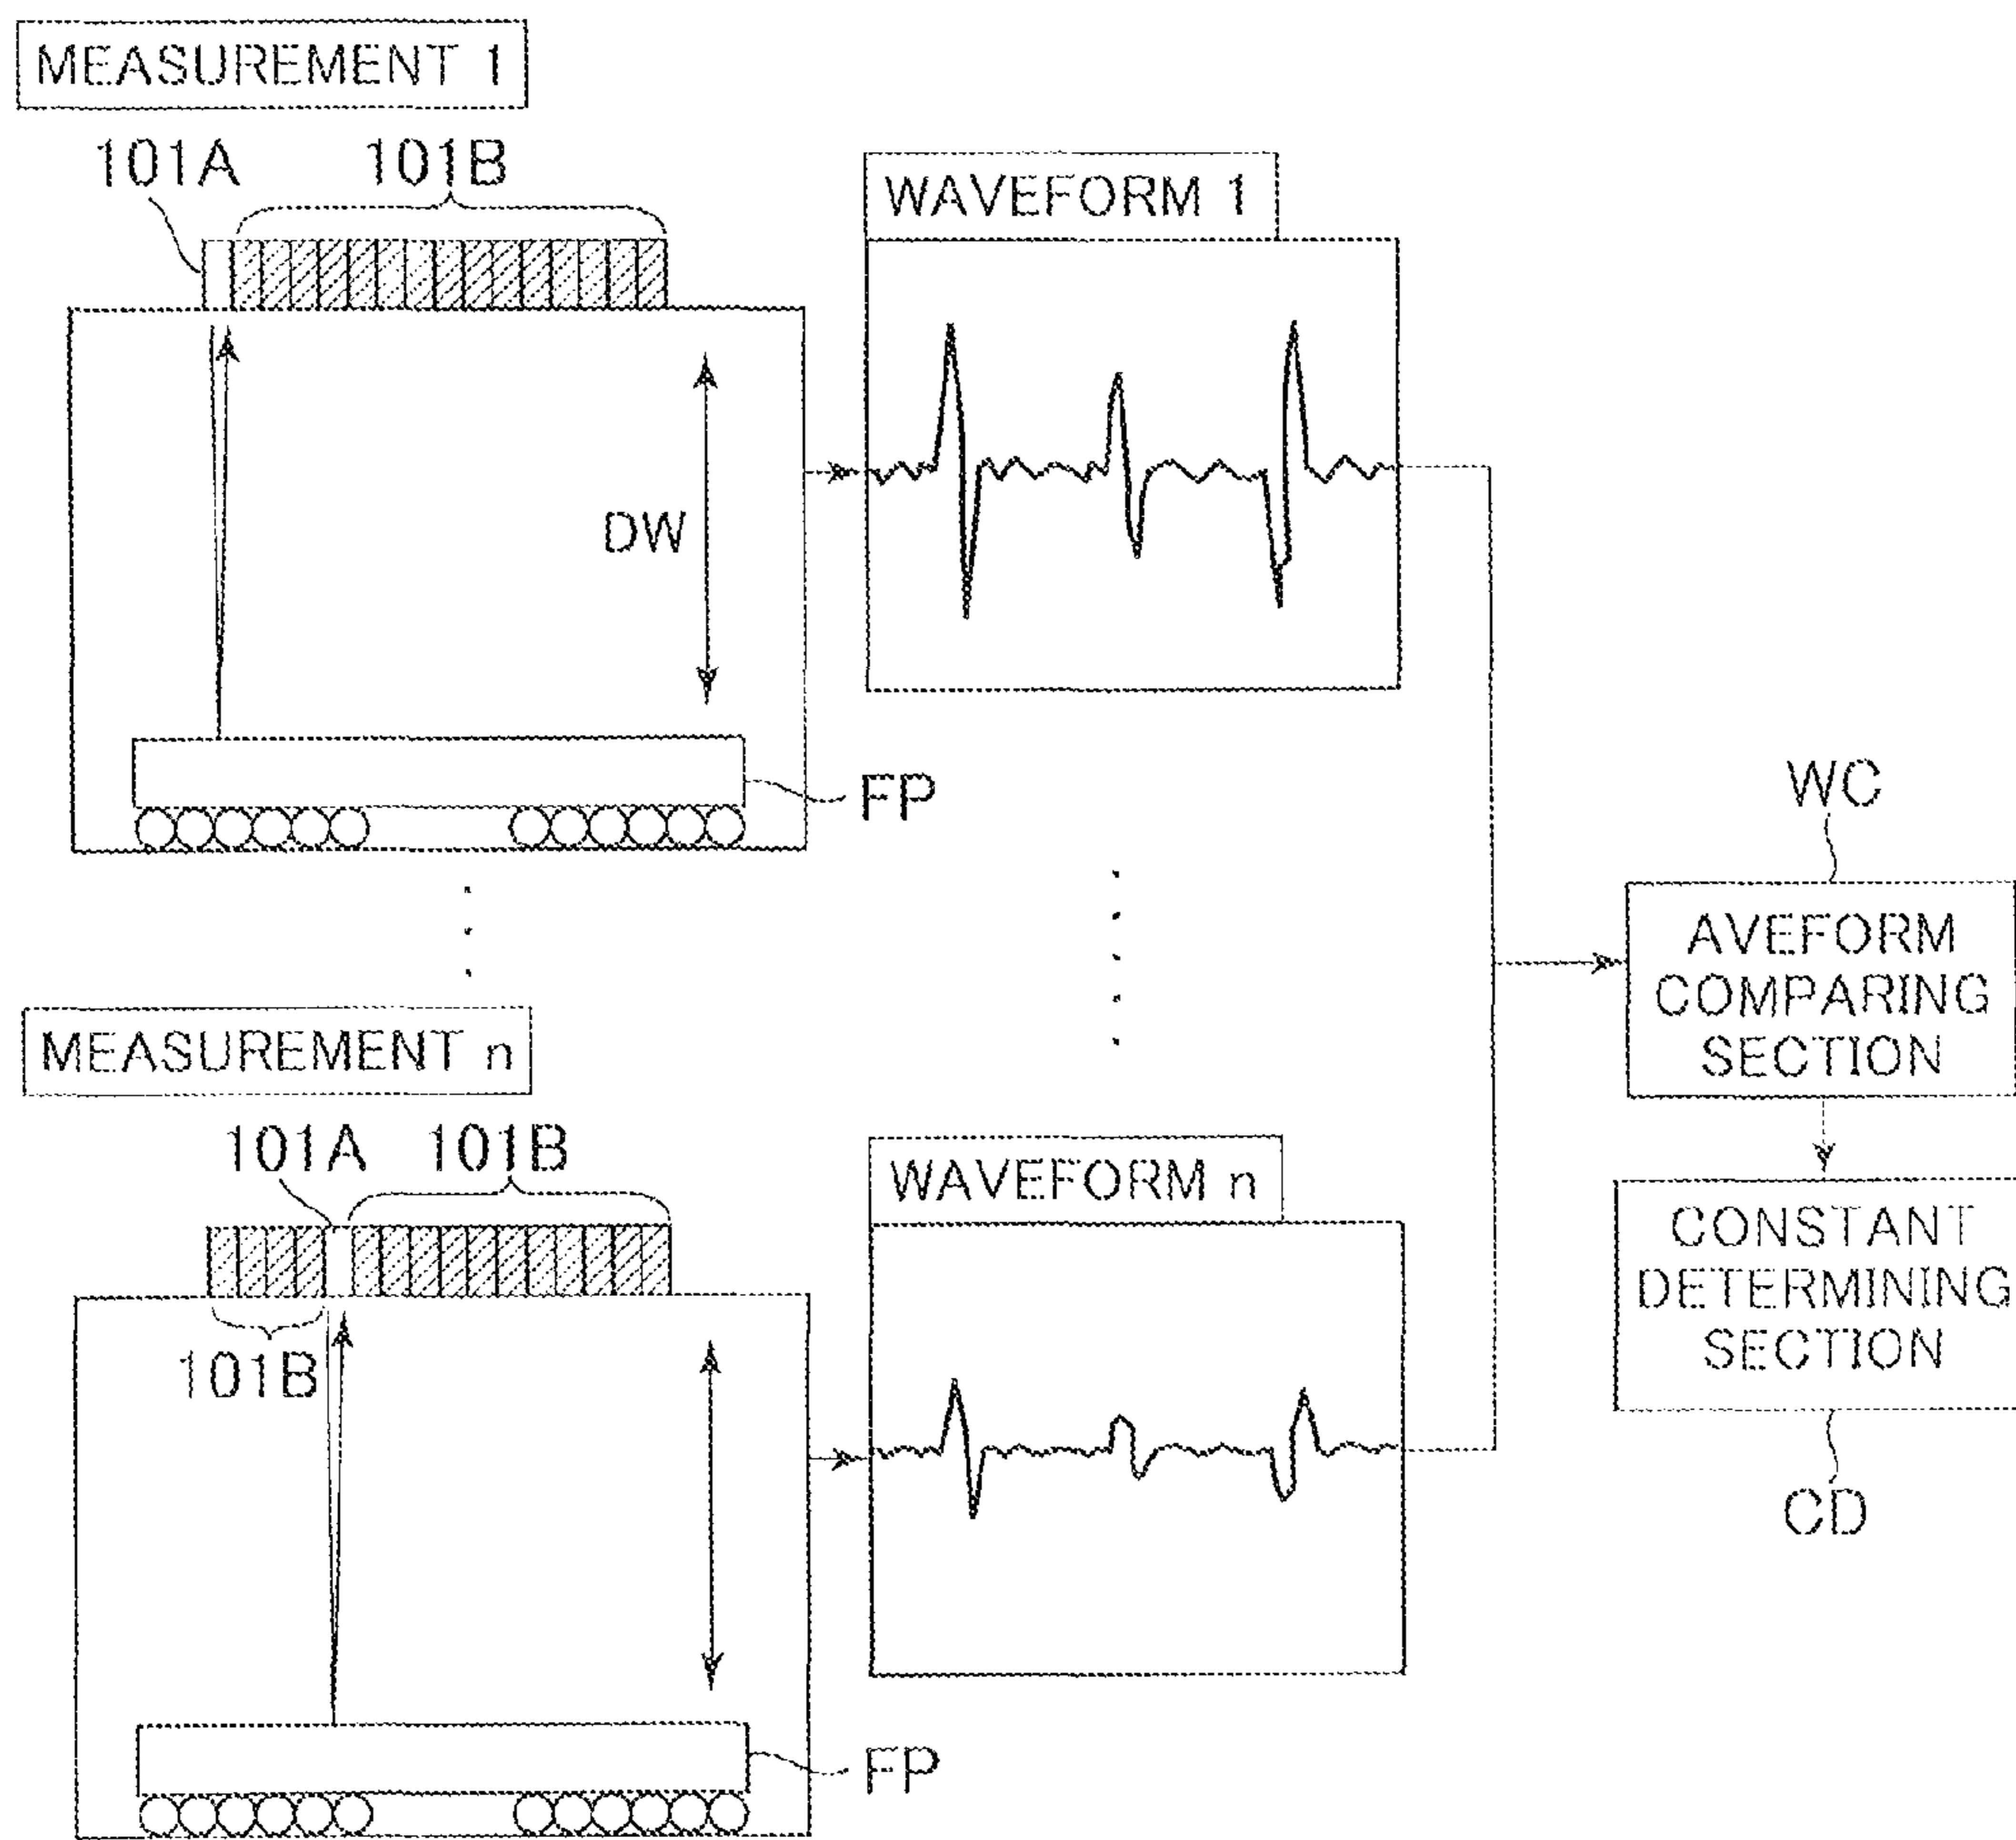 MEASUREMENT 1
101A
101B
WAVEFORM 1
DW
FP
WC
AVEFORM
COMPARING
SECTION
MEASUREMENT n
101A
101B
WAVEFORM n
CONSTANT
DETERMINING
SECTION
101B
CD
FP